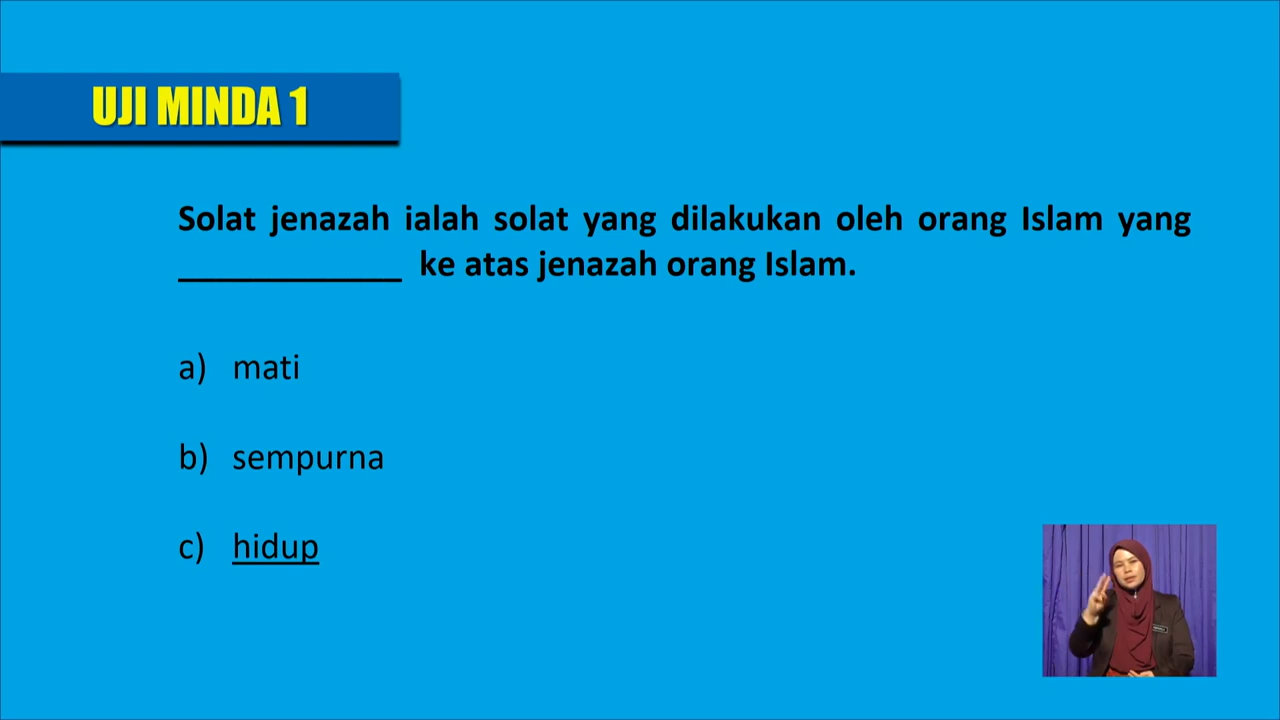 UJI MINDA 1
Solat jenazah ialah solat yang dilakukan oleh orang Islam yang
____________ ke atas jenazah orang Islam.
a) mati
b) sempurna
c) hidup